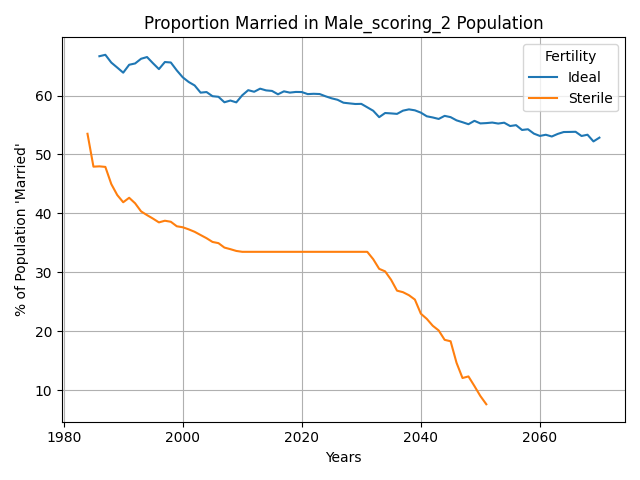 Proportion Married in Male_scoring_2 Population
% of Population 'Married'
60
50
40
30
20
10
Fertility
Ideal
Sterile
1980 2000 2020 2040 2060
Years